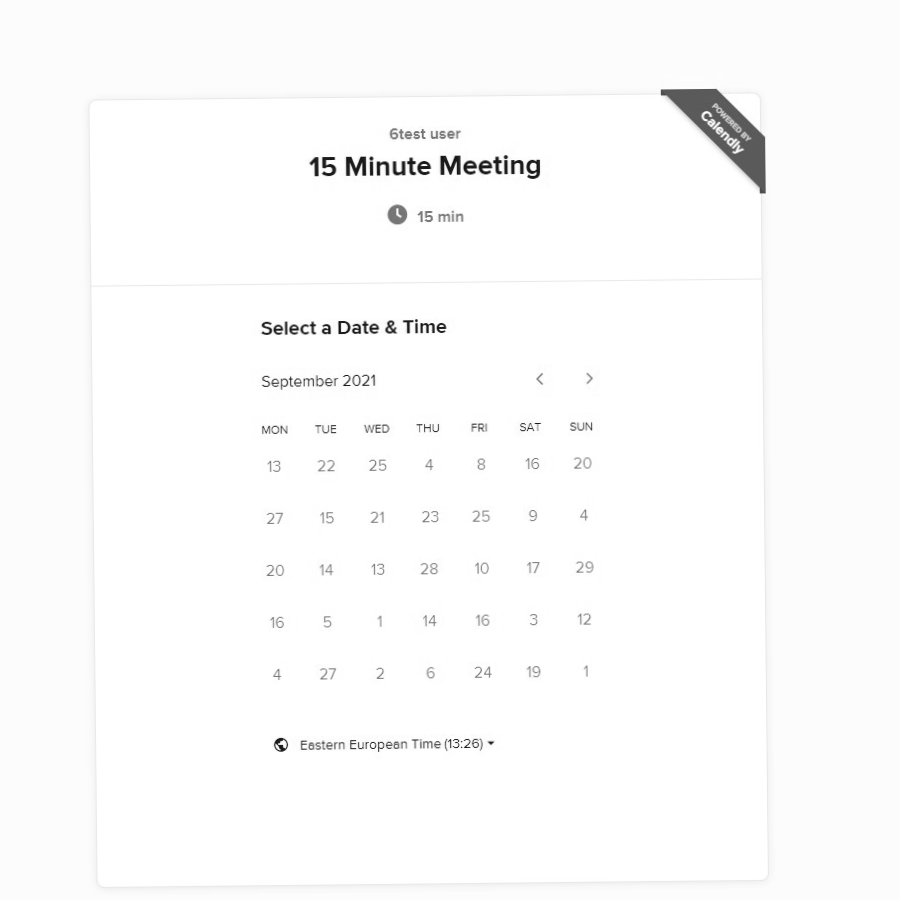 POWERED BY
Calendly
6test user
15 Minute Meeting
15 min
Select a Date & Time
September 2021
MON TUE WED THU FRI SAT SUN
13 22 25 4 8 16 20
27 15 21 23 25 9 4
20 14 13 28 10 17 29
16 5 1 14 16 3 12
4 27 2 6 24 19 1
Eastern European Time (13:26)